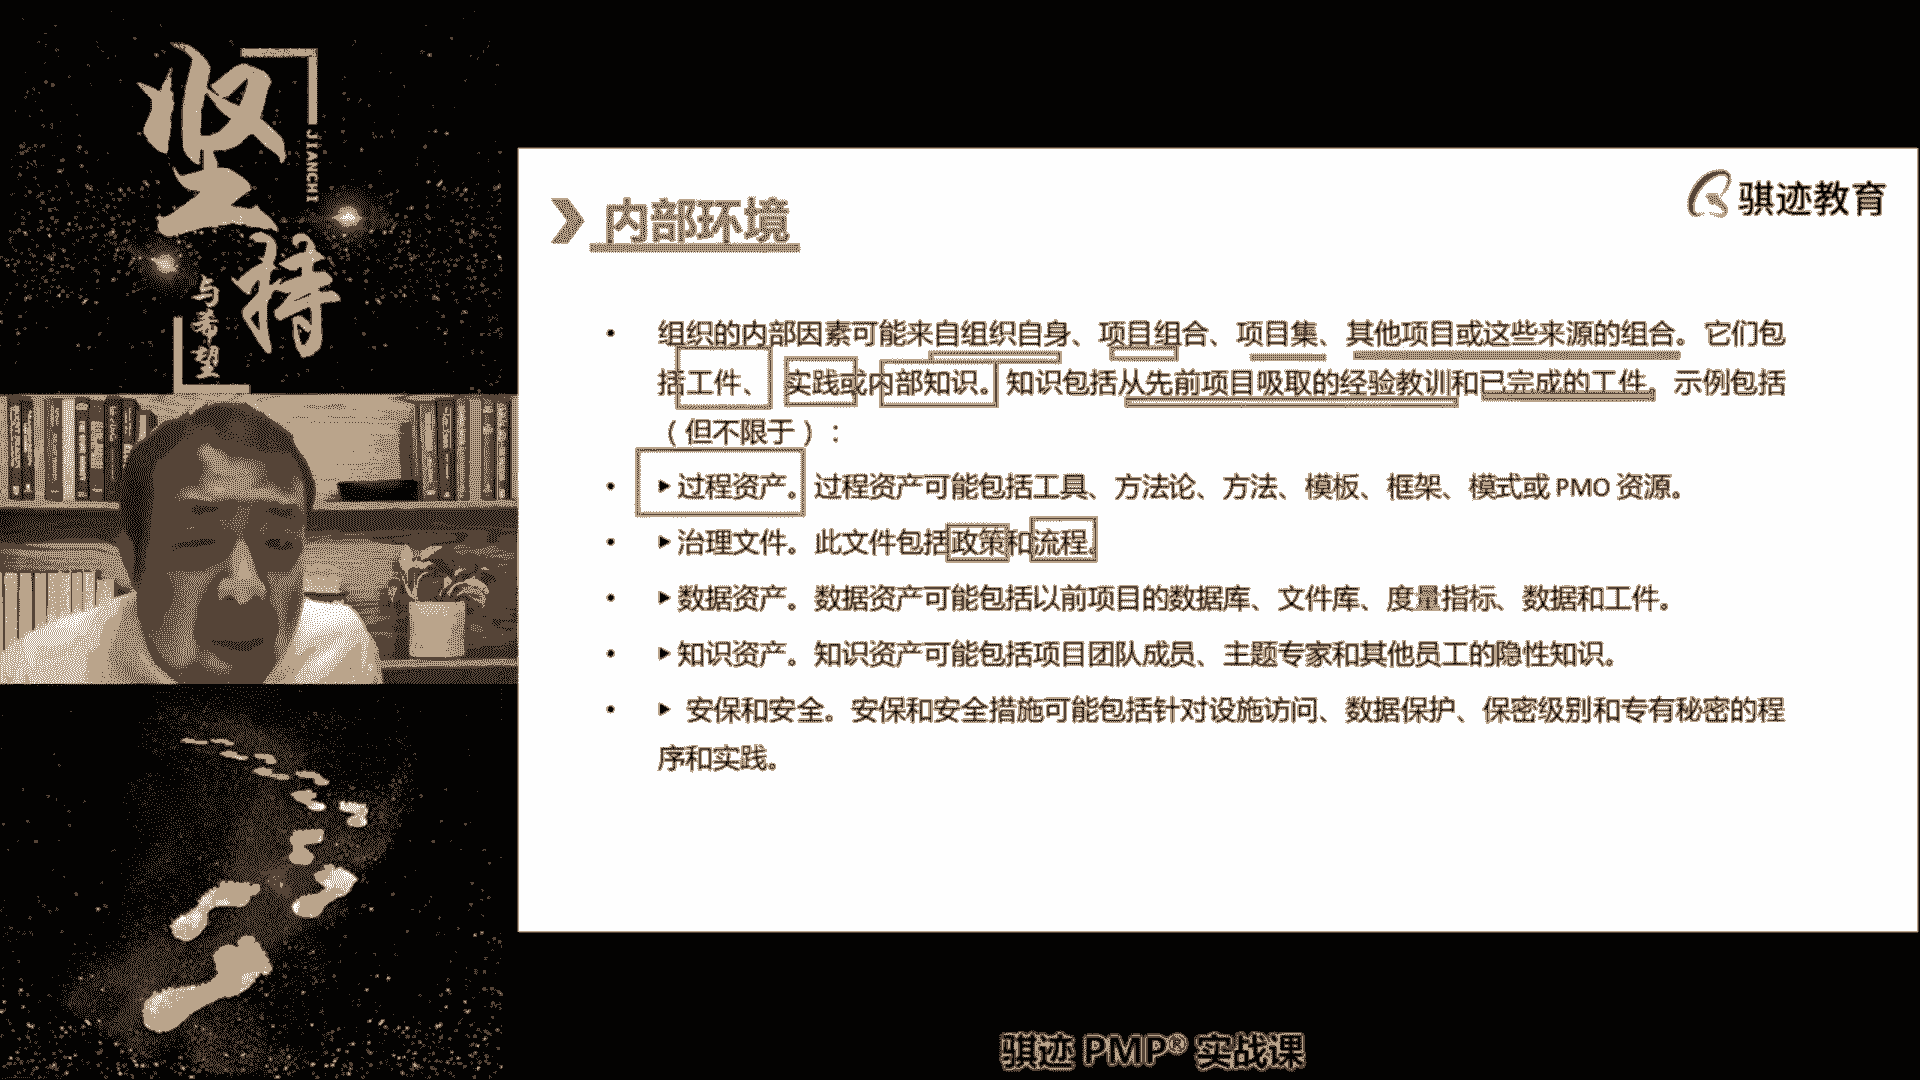 坚持
JIANCHI
与希望
骐迹教育
内部环境
• 组织的内部因素可能来自组织自身、项目组合、项目集、其他项目或这些来源的组合。它们包
括工件、实践或内部知识。知识包括从先前项目吸取的经验教训和已完成的工件。示例包括
（但不限于）：
• ▶过程资产。过程资产可能包括工具、方法论、方法、模板、框架、模式或 PMO 资源。
• ▶治理文件。此文件包括政策和流程。
• ▶数据资产。数据资产可能包括以前项目的数据库、文件库、度量指标、数据和工件。
• ▶知识资产。知识资产可能包括项目团队成员、主题专家和其他员工的隐性知识。
• ▶ 安保和安全。安保和安全措施可能包括针对设施访问、数据保护、保密级别和专有秘密的程
序和实践。
骐迹 PMP® 实战课